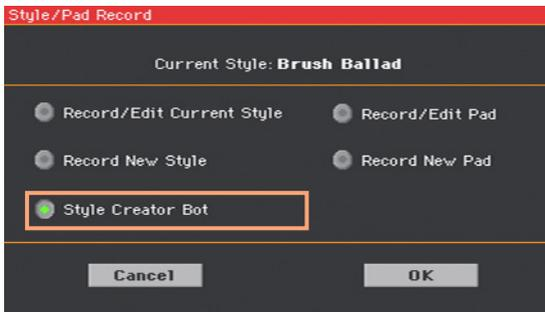 Style/Pad Record
Current Style: Brush Ballad
Record/Edit Current Style
Record/Edit Pad
Record New Style
Record New Pad
Style Creator Bot
Cancel
OK